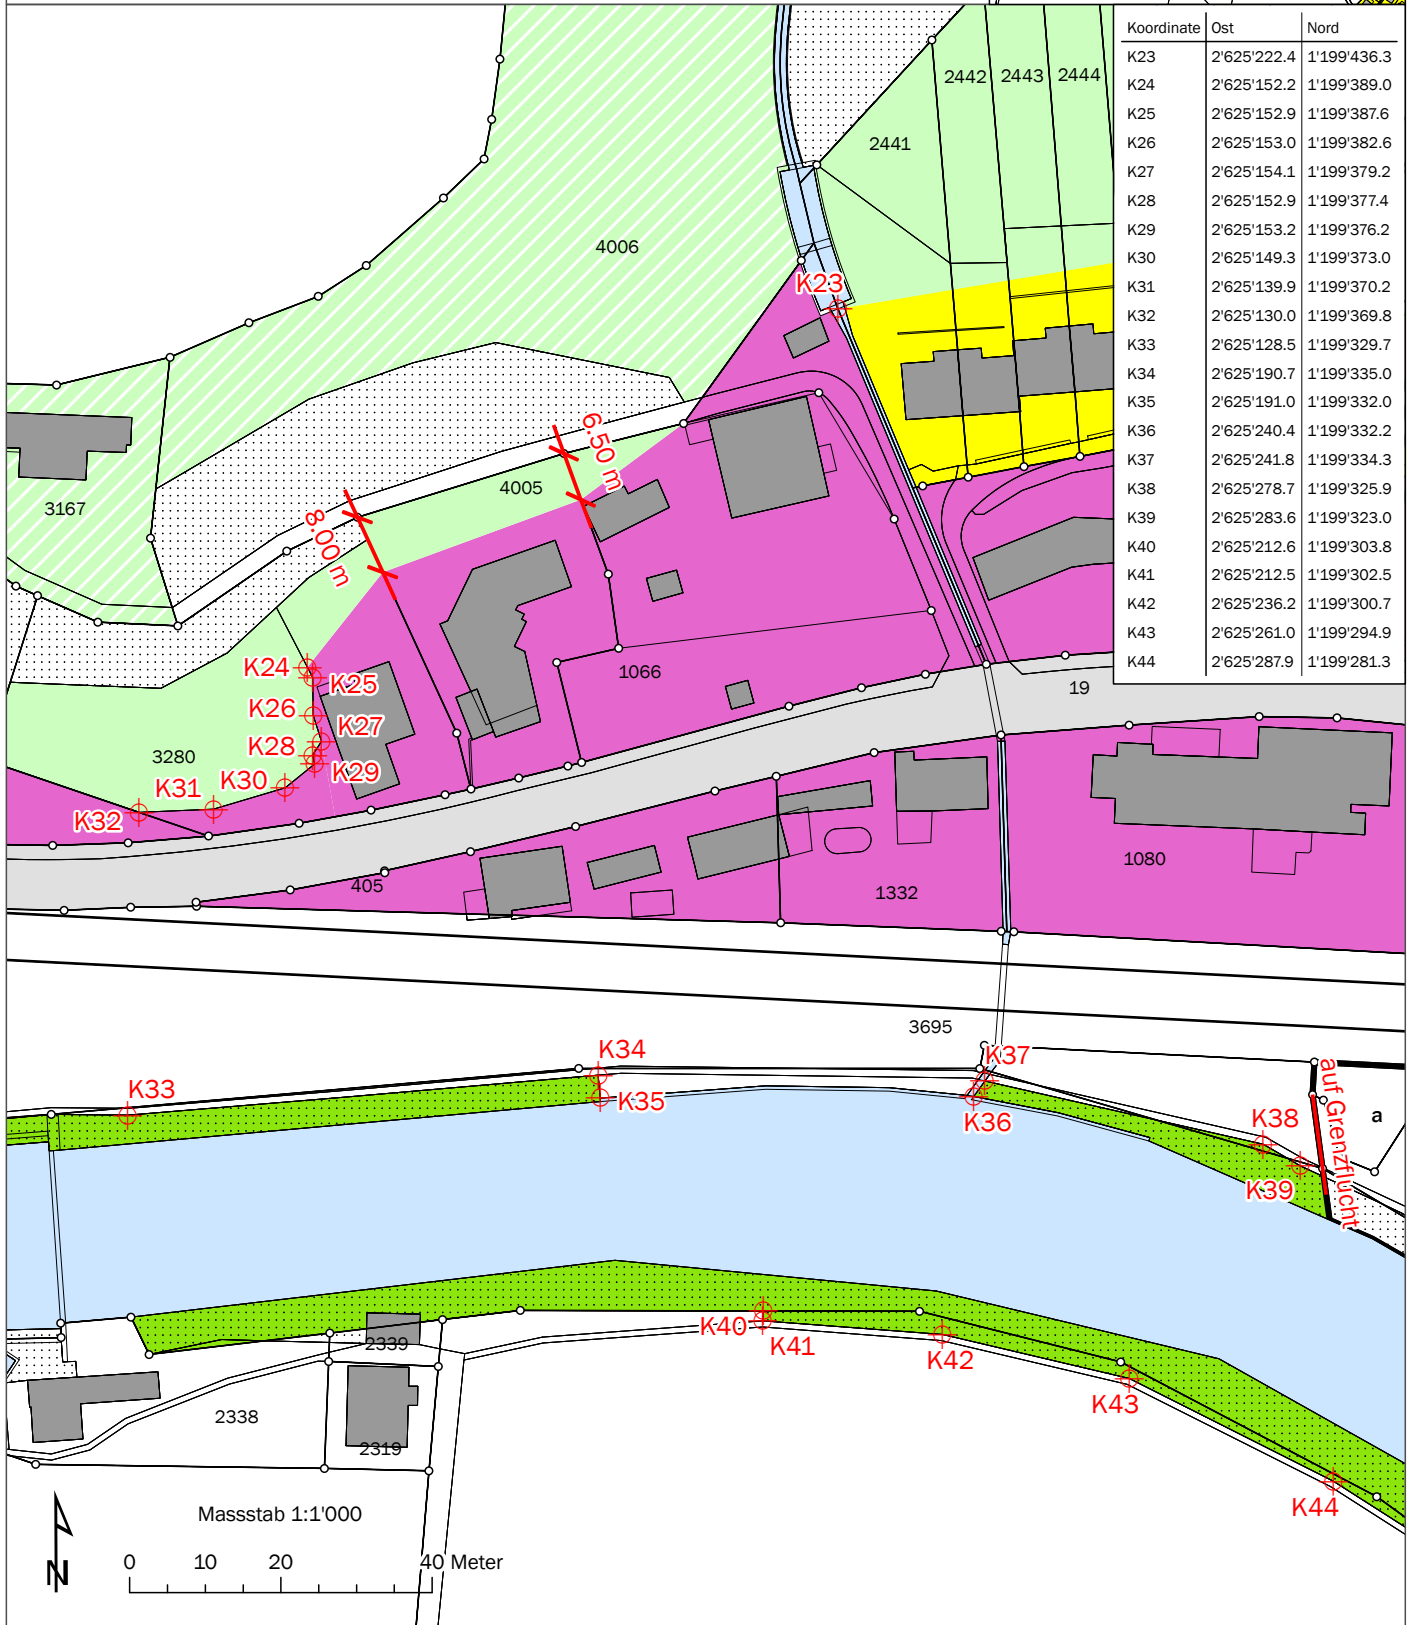 Koordinate Ost Nord
K23 2'625'222.4 1'199'436.3
K24 2'625'152.2 1'199'389.0
K25 2'625'152.9 1'199'387.6
K26 2'625'153.0 1'199'382.6
K27 2'625'154.1 1'199'379.2
K28 2'625'152.9 1'199'377.4
K29 2'625'153.2 1'199'376.2
K30 2'625'149.3 1'199'373.0
K31 2'625'139.9 1'199'370.2
K32 2'625'130.0 1'199'369.8
K33 2'625'128.5 1'199'329.7
K34 2'625'190.7 1'199'335.0
K35 2'625'191.0 1'199'332.0
K36 2'625'240.4 1'199'332.2
K37 2'625'241.8 1'199'334.3
K38 2'625'278.7 1'199'325.9
K39 2'625'283.6 1'199'323.0
K40 2'625'212.6 1'199'303.8
K41 2'625'212.5 1'199'302.5
K42 2'625'236.2 1'199'300.7
K43 2'625'261.0 1'199'294.9
K44 2'625'287.9 1'199'281.3
2442
2443
2444
2441
4006
K23
6.50 m
4005
3167
8.00 m
K24
K25
1066
19
K26
K27
K28
3280
K29
K30
K31
K32
1080
405
1332
3695
K34
K37
auf Grenzflucht
K33
K35
K36
K38
a
K39
K40
K41
2339
K42
K43
2338
2319
K44
Massstab 1:1'000
0 10 20 40 Meter
N